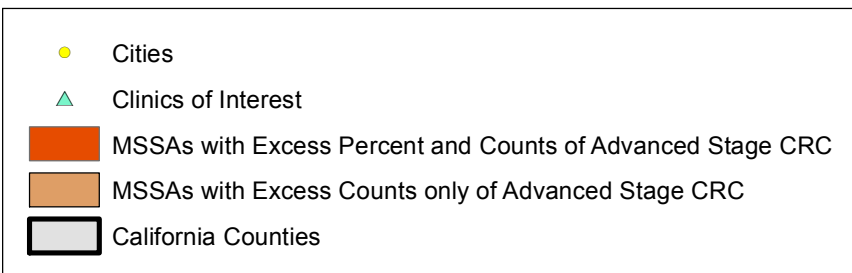 Cities
Clinics of Interest
MSSAs with Excess Percent and Counts of Advanced Stage CRC
MSSAs with Excess Counts only of Advanced Stage CRC
California Counties